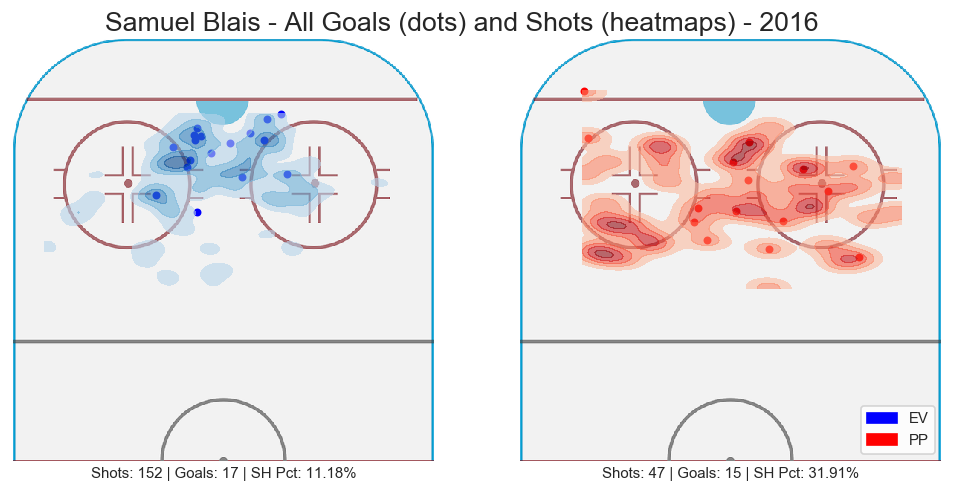 Samuel Blais - All Goals (dots) and Shots (heatmaps) - 2016
EV
PP
Shots: 152 | Goals: 17 | SH Pct: 11.18%
Shots: 47 | Goals: 15 | SH Pct: 31.91%